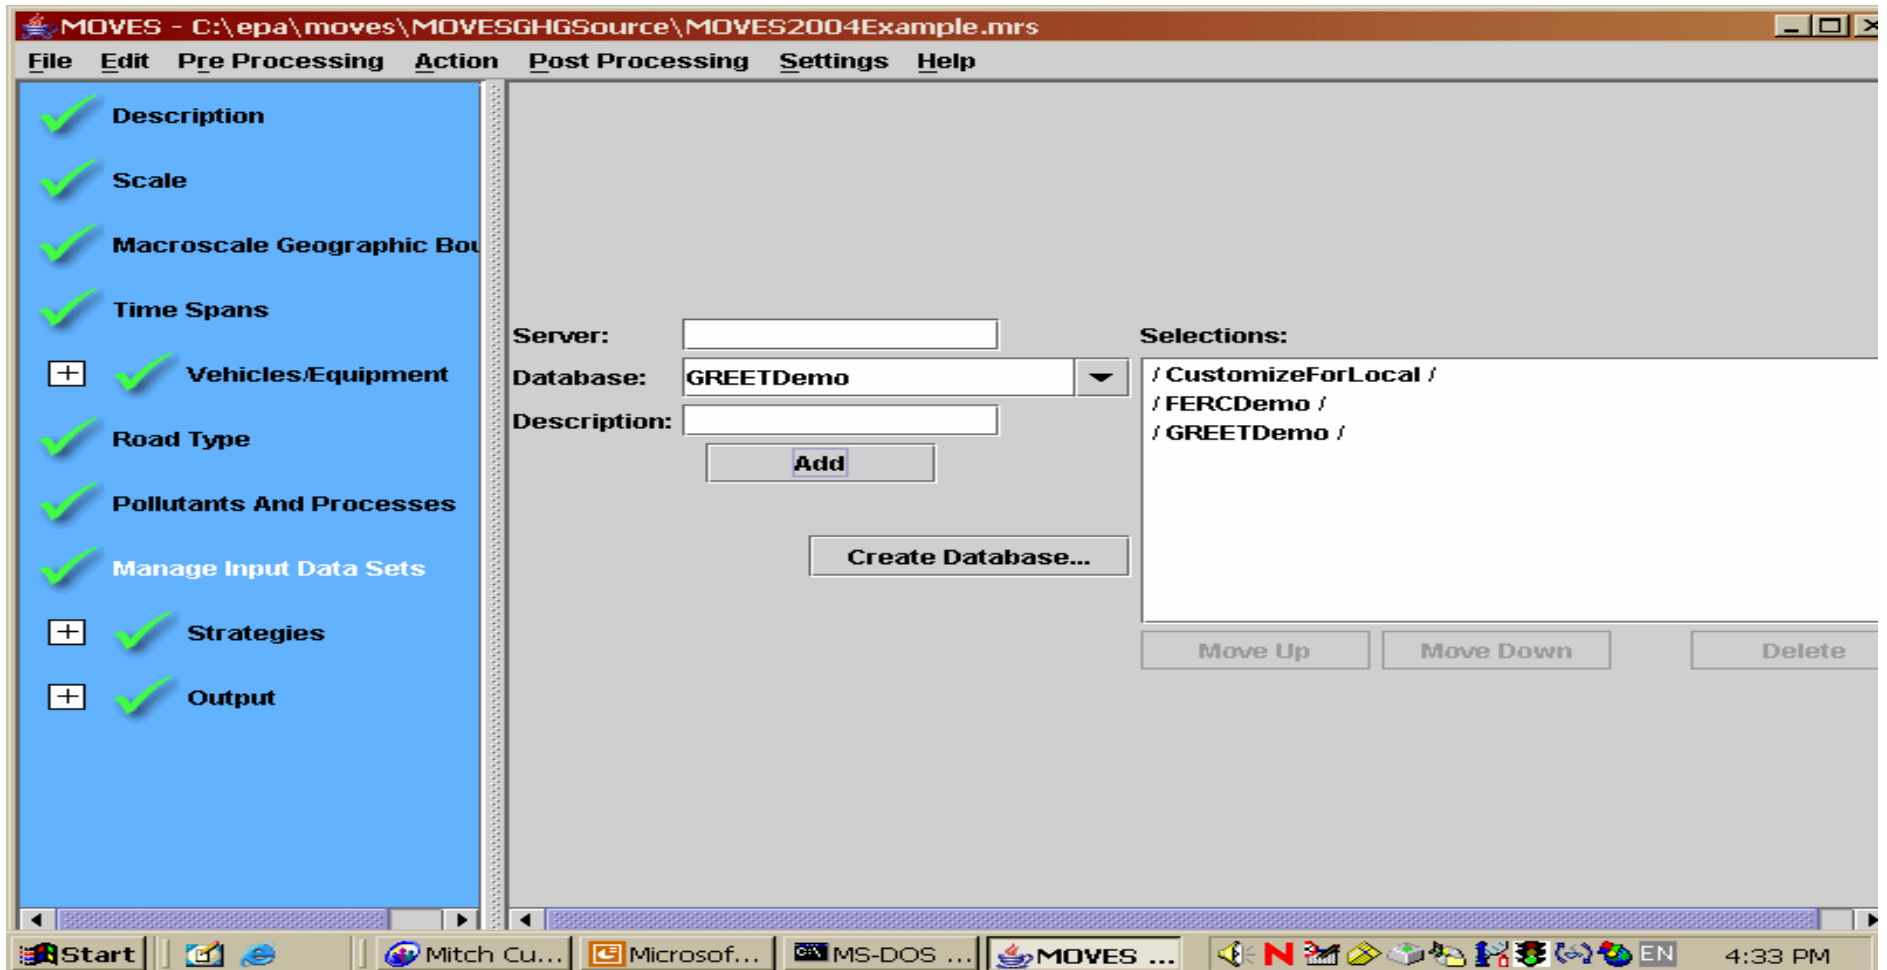 MOVES - C:\epa\moves\MOVESGHGSource\MOVES2004Example.mrs
File Edit Pre Processing Action Post Processing Settings Help
Description
Scale
Macroscale Geographic Bou
Time Spans
Vehicles/Equipment
Road Type
Pollutants And Processes
Manage Input Data Sets
Strategies
Output
Server:
Database: GREETDemo
Description:
Add
Create Database...
Selections:
/ CustomizeForLocal /
/ FERCDemo /
/ GREETDemo /
Move Up Move Down Delete
Start Mitch Cu... Microsof... MS-DOS ... MOVES ... N EN 4:33 PM